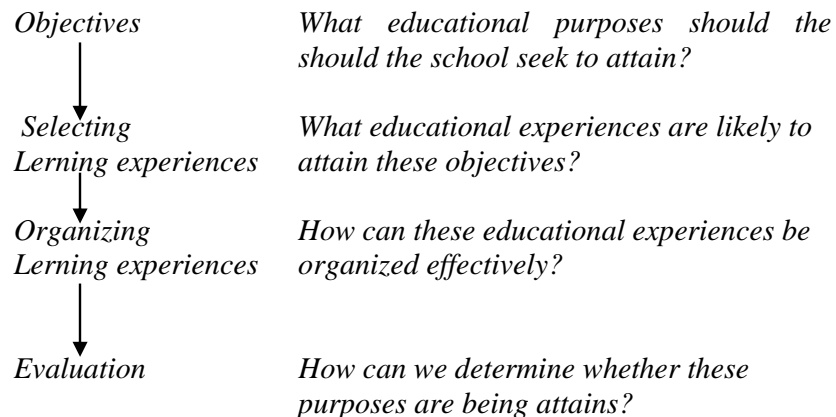 Objectives What educational purposes should the
should the school seek to attain?
Selecting What educational experiences are likely to
Lerning experiences attain these objectives?
Organizing How can these educational experiences be
Lerning experiences organized effectively?
Evaluation How can we determine whether these
purposes are being attains?